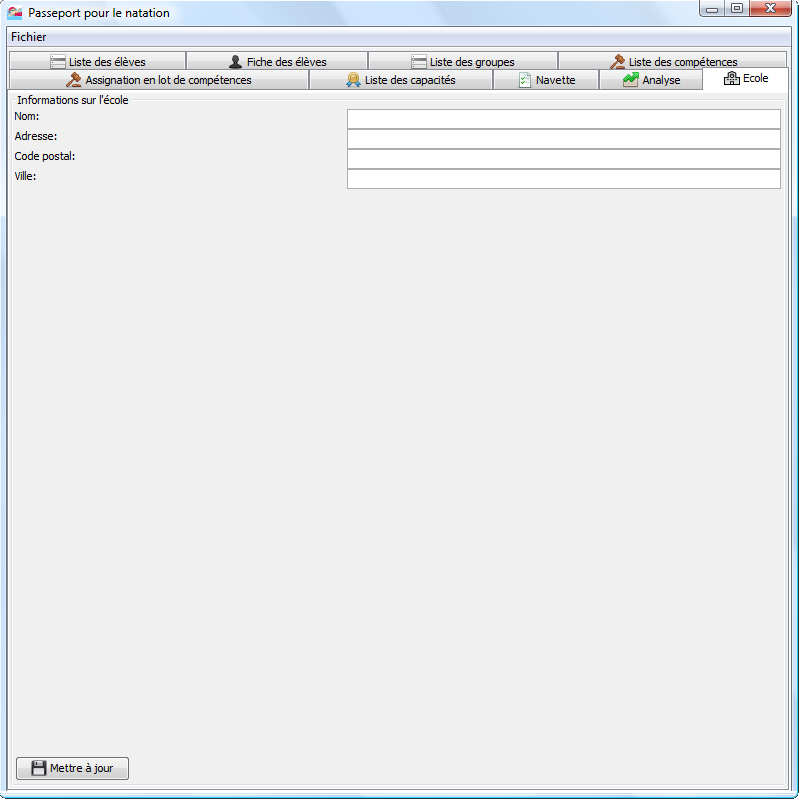 Passeport pour le natation
Fichier
Liste des élèves Fiche des élèves Liste des groupes Liste des compétences
Assignation en lot de compétences Liste des capacités Navette Analyse Ecole
Informations sur l'école
Nom:
Adresse:
Code postal:
Ville:
Mettre à jour